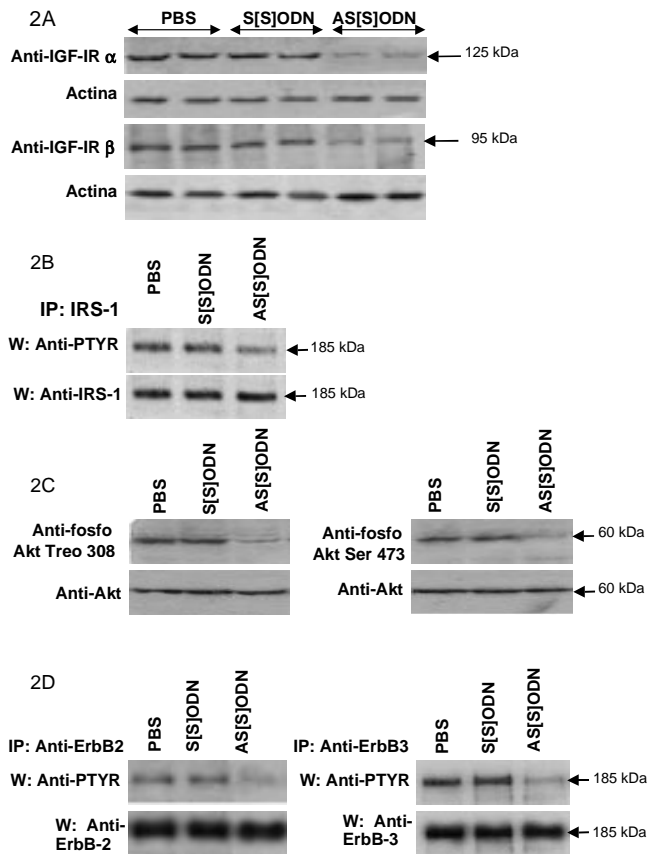 2A
PBS S[S]ODN AS[S]ODN
Anti-IGF-IR α 125 kDa
Actina
Anti-IGF-IR β 95 kDa
Actina
2B
PBS S[S]ODN AS[S]ODN
IP: IRS-1
W: Anti-PTYR 185 kDa
W: Anti-IRS-1 185 kDa
2C
PBS S[S]ODN AS[S]ODN
Anti-fosfo
Akt Treo 308
Anti-Akt
PBS S[S]ODN AS[S]ODN
Anti-fosfo
Akt Ser 473 60 kDa
Anti-Akt 60 kDa
2D
PBS S[S]ODN AS[S]ODN
IP: Anti-ErbB2
W: Anti-PTYR
W: Anti-
ErbB-2
PBS S[S]ODN AS[S]ODN
IP: Anti-ErbB3
W: Anti-PTYR 185 kDa
W: Anti-
ErbB-3 185 kDa